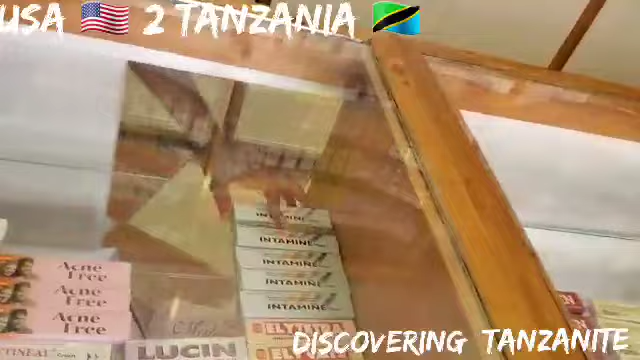 USA 🇺🇸 2 TANZANIA 🇹🇿
INTAMINE
INTAMINE
INTAMINE
INTAMINE
INTAMINE
Acne
Free
Acne
Free
Acne
Free
LUCIN
DISCOVERING TANZANITE